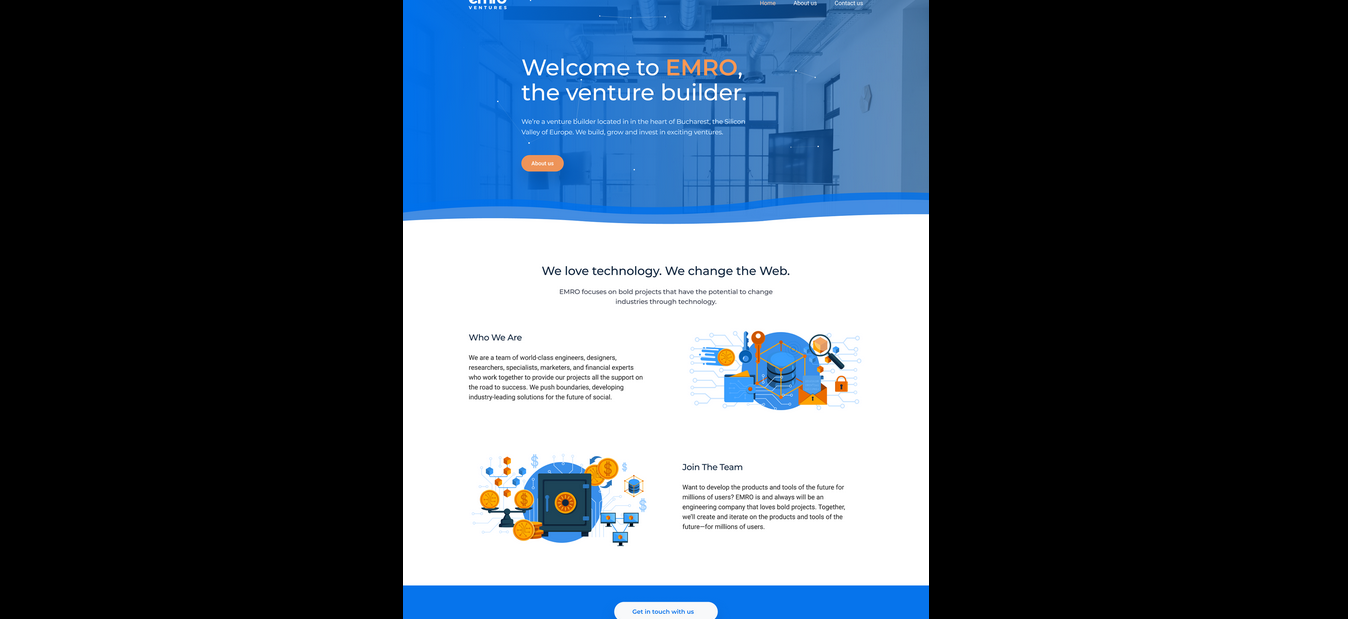 emro
VENTURES
Home About us Contact us
Welcome to EMRO,
the venture builder.
We're a venture builder located in in the heart of Bucharest, the Silicon
Valley of Europe. We build, grow and invest in exciting ventures.
About us
We love technology. We change the Web.
EMRO focuses on bold projects that have the potential to change
industries through technology.
Who We Are
We are a team of world-class engineers, designers,
researchers, specialists, marketers, and financial experts
who work together to provide our projects all the support on
the road to success. We push boundaries, developing
industry-leading solutions for the future of social.
Join The Team
Want to develop the products and tools of the future for
millions of users? EMRO is and always will be an
engineering company that loves bold projects. Together,
we'll create and iterate on the products and tools of the
future—for millions of users.
Get in touch with us